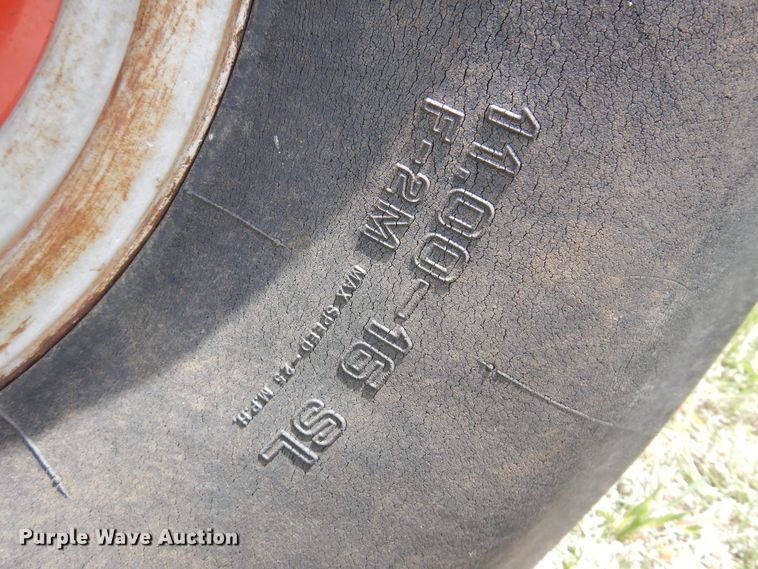 11.00-16 SL
F-2M
MAX SPEED - 25 M.P.H.
Purple Wave Auction